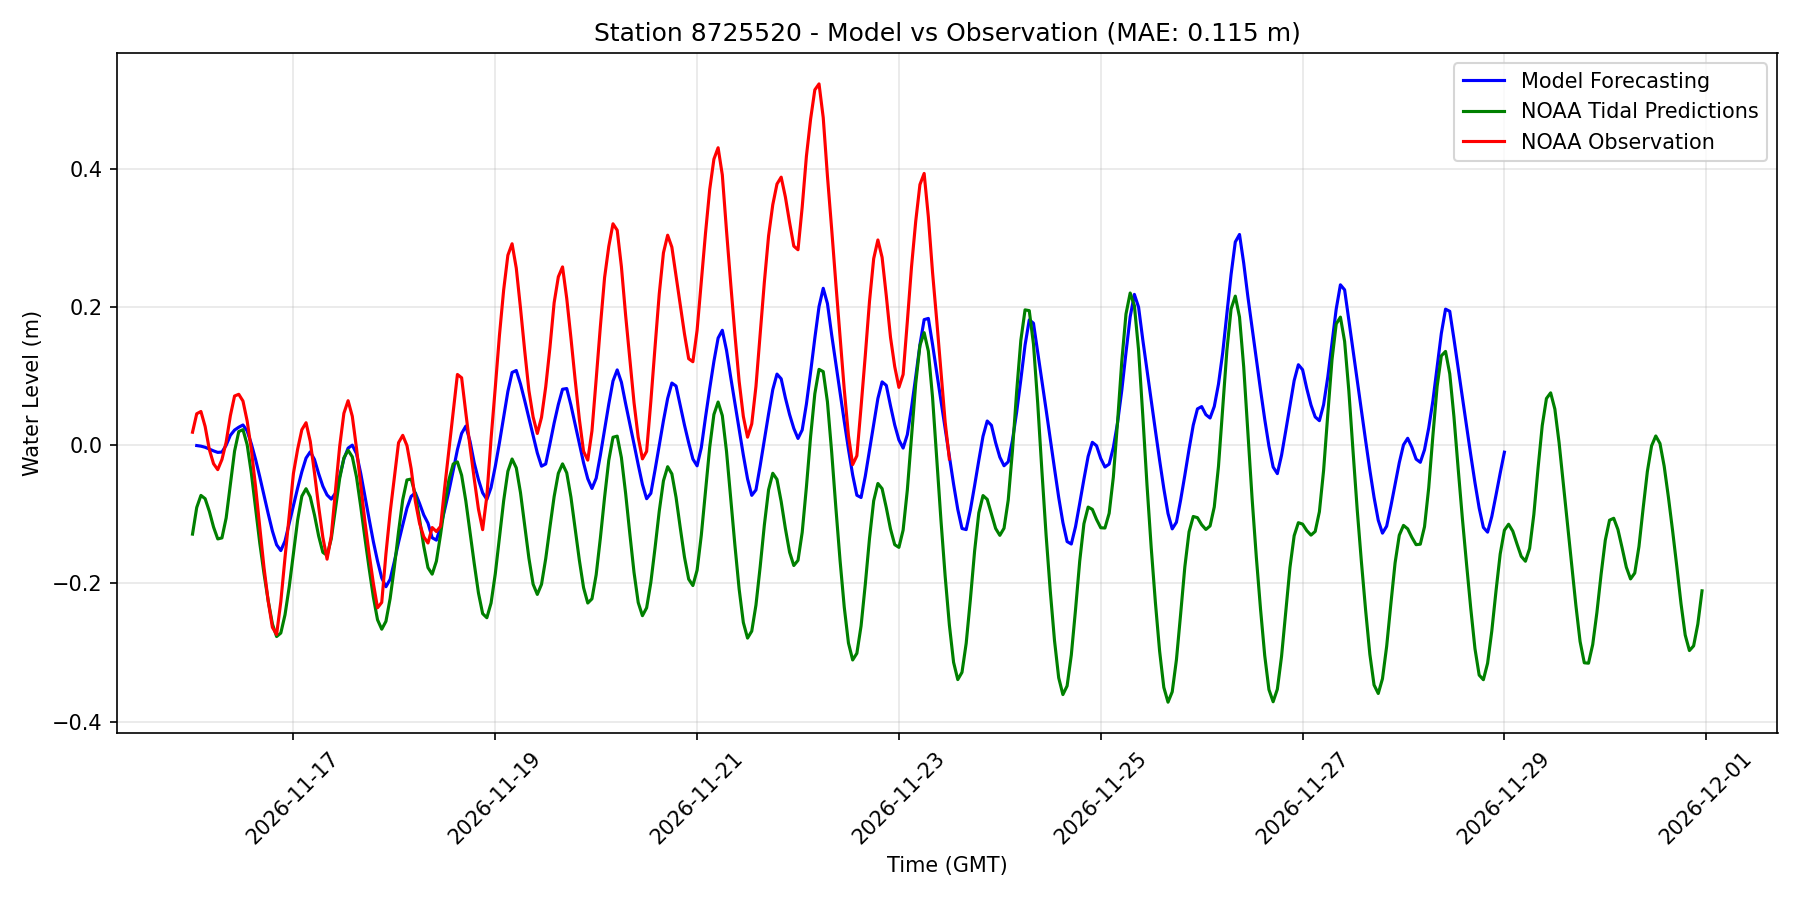 Station 8725520 - Model vs Observation (MAE: 0.115 m)
Model Forecasting
NOAA Tidal Predictions
NOAA Observation
Water Level (m)
0.4
0.2
0.0
−0.2
−0.4
2026-11-17
2026-11-19
2026-11-21
2026-11-23
2026-11-25
2026-11-27
2026-11-29
2026-12-01
Time (GMT)